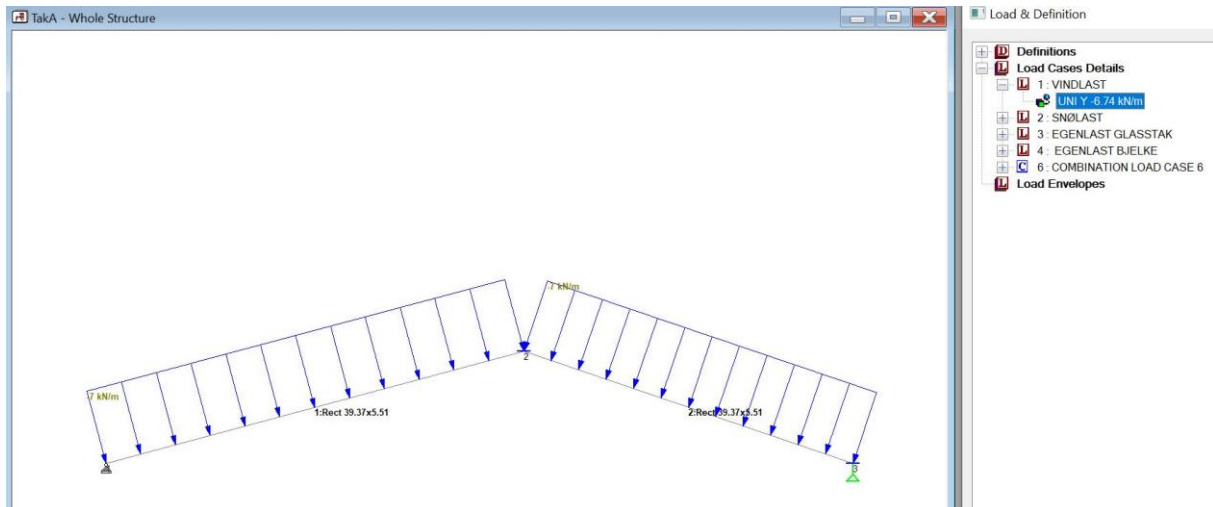 TakA - Whole Structure
Load & Definition
D Definitions
L Load Cases Details
L 1 : VINDLAST
UNI Y -6.74 kN/m
L 2 : SNØLAST
L 3 : EGENLAST GLASSTAK
L 4 : EGENLAST BJELKE
C 6 : COMBINATION LOAD CASE 6
L Load Envelopes
-7 kN/m
2
-7 kN/m
1:Rect 39.37x5.51
2:Rect 39.37x5.51
3